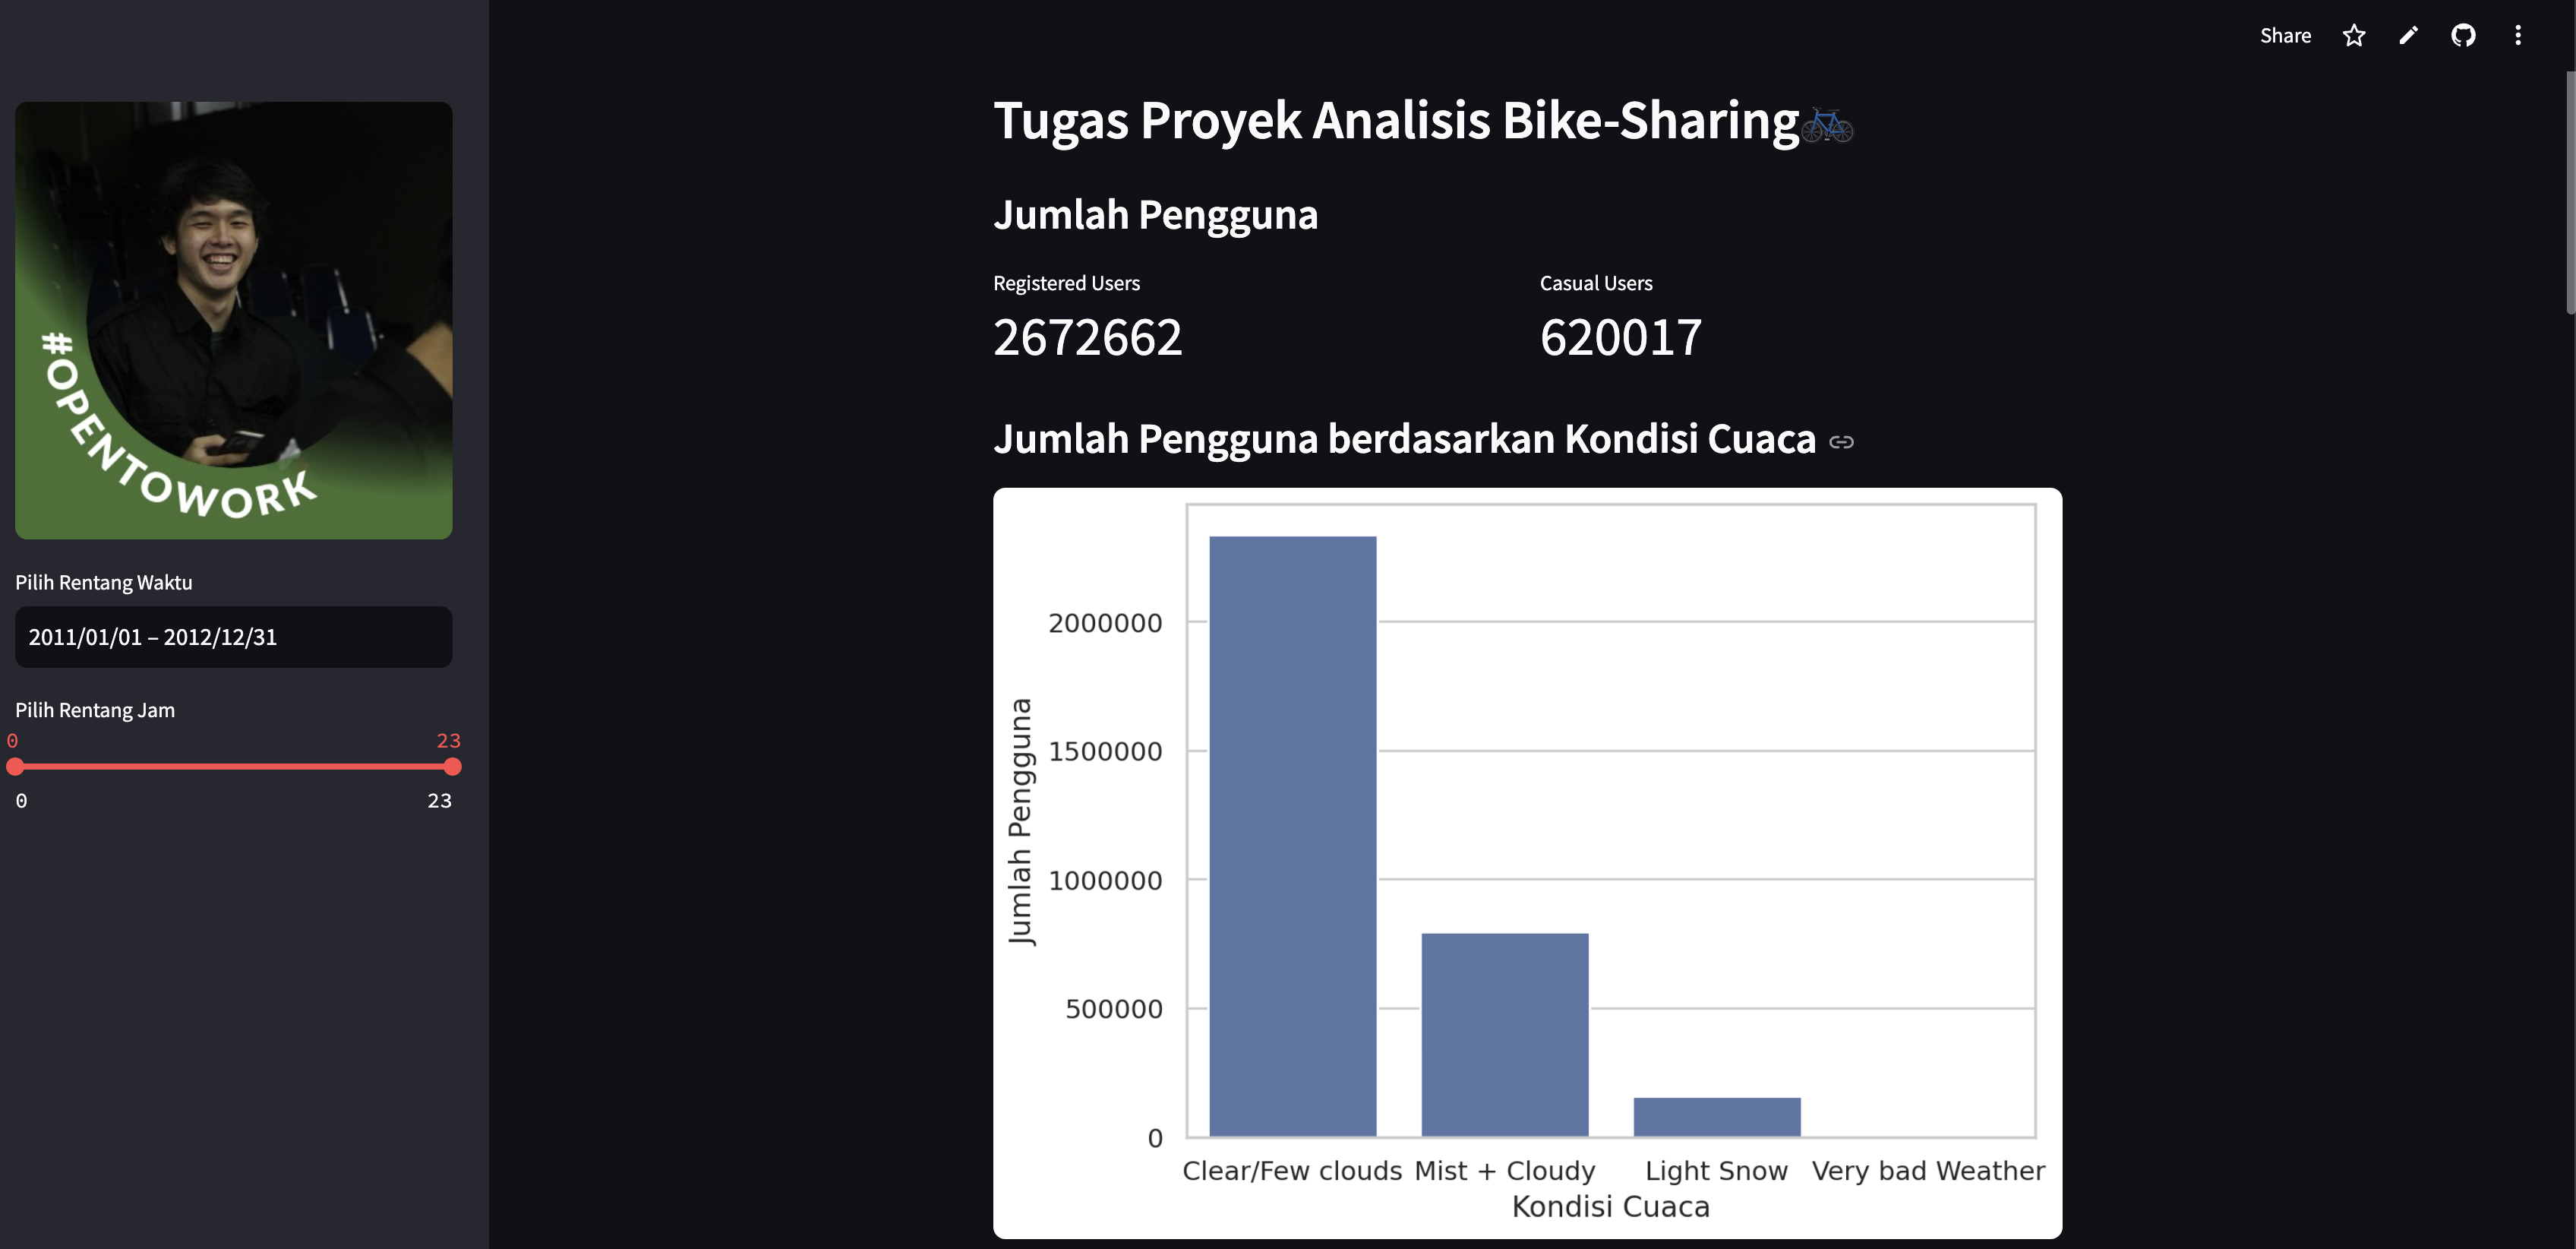 Share
#OPENTOWORK
Pilih Rentang Waktu
2011/01/01 – 2012/12/31
Pilih Rentang Jam
0 23
0 23
Tugas Proyek Analisis Bike-Sharing
Jumlah Pengguna
Registered Users
2672662
Casual Users
620017
Jumlah Pengguna berdasarkan Kondisi Cuaca
Jumlah Pengguna
2000000
1500000
1000000
500000
0
Clear/Few clouds Mist + Cloudy Light Snow Very bad Weather
Kondisi Cuaca